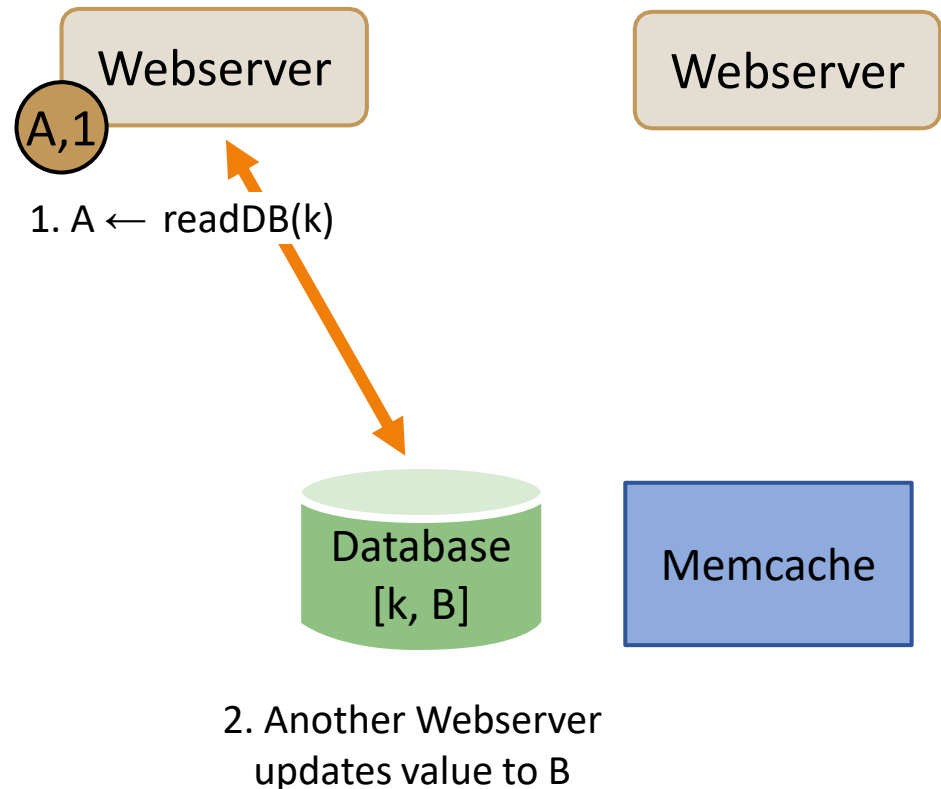 Webserver
Webserver
A,1
1. A ← readDB(k)
Database
[k, B]
Memcache
2. Another Webserver
updates value to B